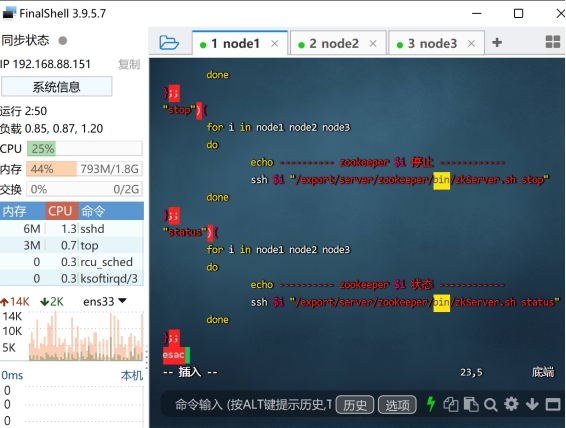 FinalShell 3.9.5.7
同步状态
IP 192.168.88.151 复制
系统信息
运行 2:50
负载 0.85, 0.87, 1.20
CPU 25%
内存 44% 793M/1.8G
交换 0% 0/2G
内存 CPU 命令
6M 1.3 sshd
3M 0.7 top
0 0.3 rcu_sched
0 0.3 ksoftirqd/3
14K 2K ens33
14K
10K
5K
0ms 本机
0
0
0
1 node1 2 node2 3 node3
done
};;
"stop"){
for i in node1 node2 node3
do
echo ---------- zookeeper $i 停止 ------------
ssh $i "/export/server/zookeeper/bin/zkServer.sh stop"
done
};;
"status"){
for i in node1 node2 node3
do
echo ---------- zookeeper $i 状态 ------------
ssh $i "/export/server/zookeeper/bin/zkServer.sh status"
done
};;
esac
-- 插入 -- 23,5 底端
命令输入 (按ALT键提示历史,T 历史 选项